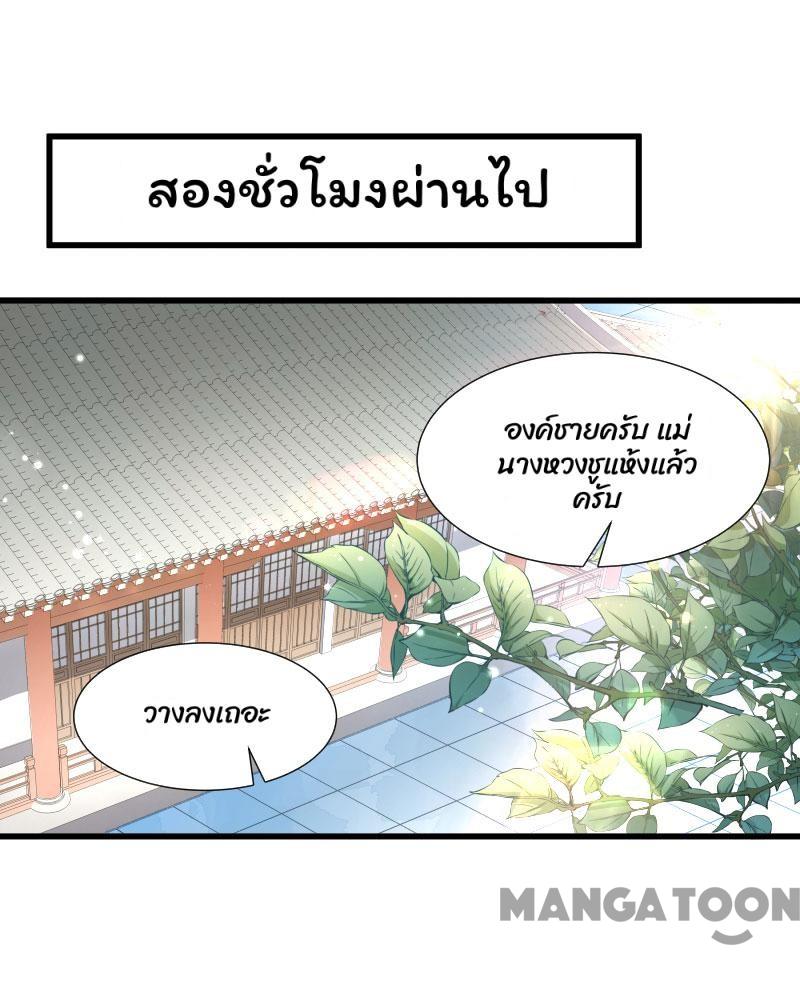 สองชั่วโมงผ่านไป
องค์ชายครับ แม่
นางหวงชูแห้งแล้ว
ครับ
วางลงเถอะ
MANGATOON